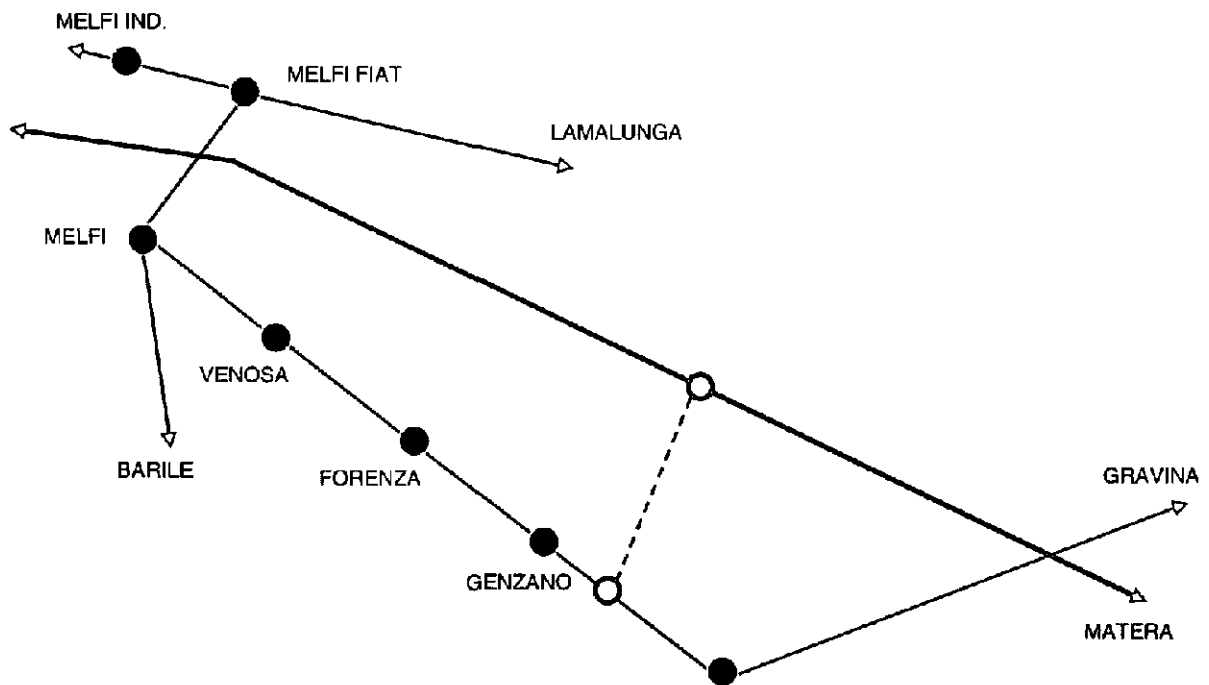 MELFI IND.
MELFI FIAT
LAMALUNGA
MELFI
VENOSA
BARILE
FORENZA
GRAVINA
GENZANO
MATERA